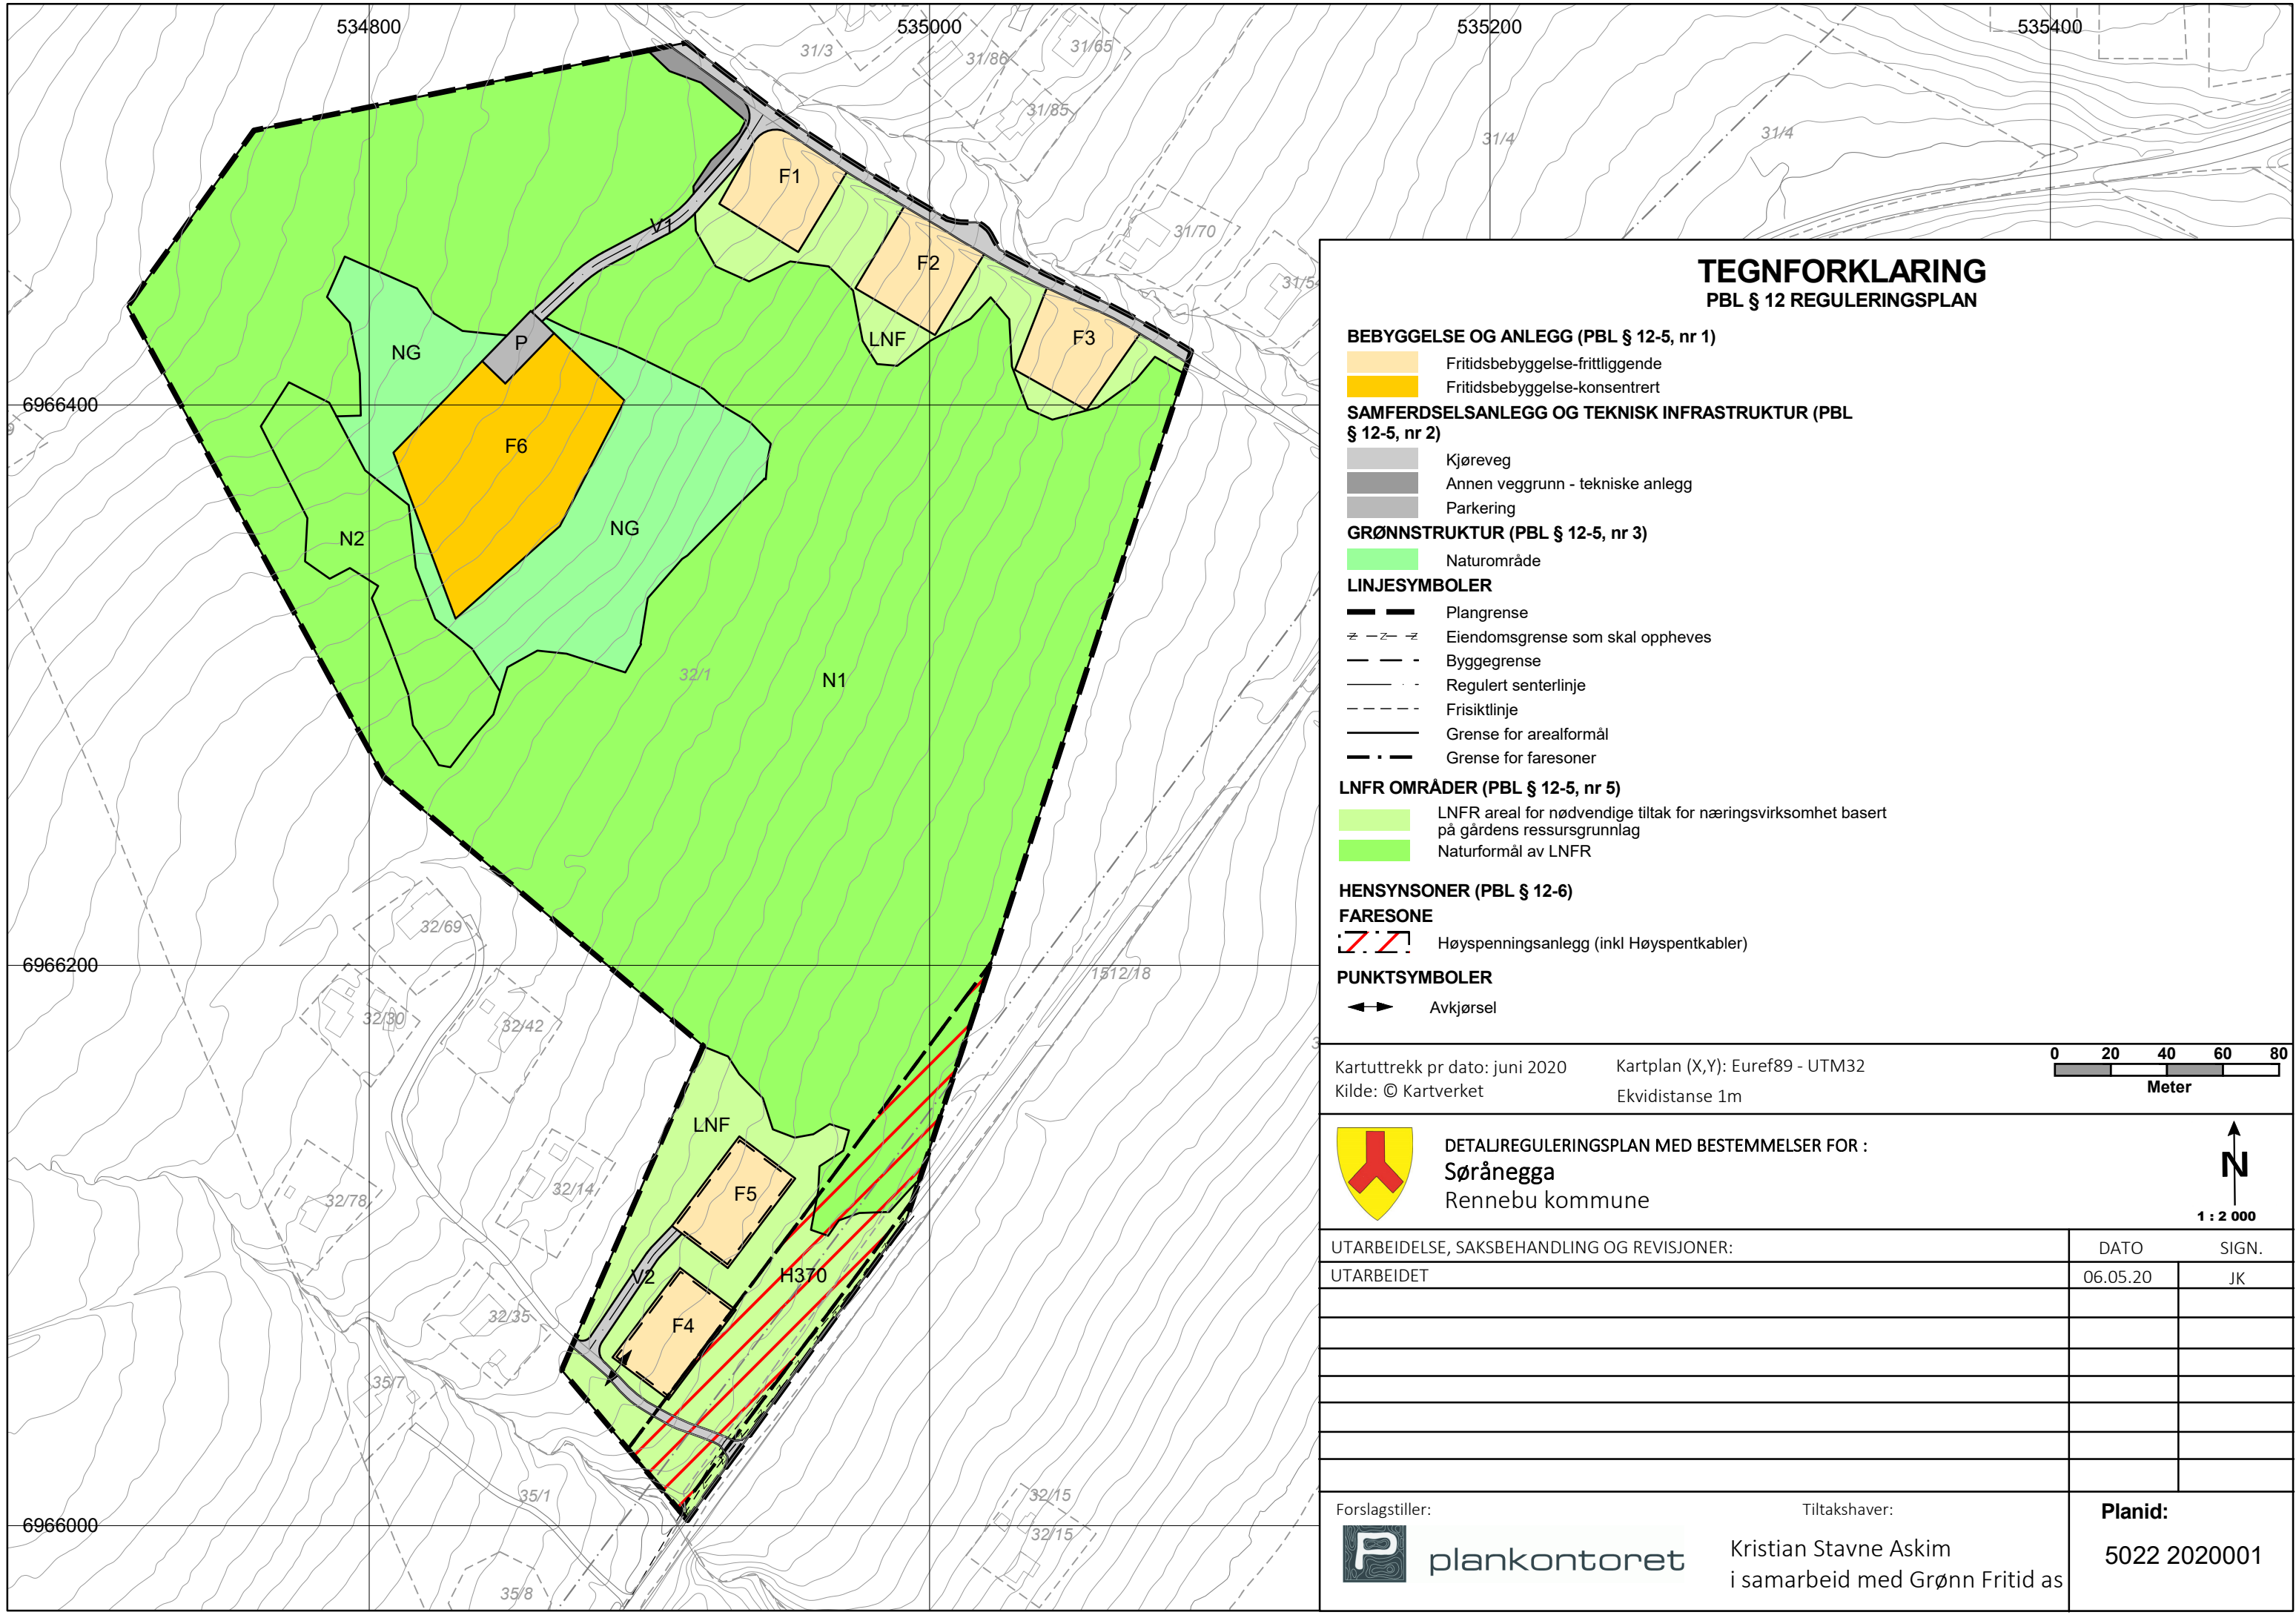 534800
535000
535200
535400
31/3
31/86
31/65
31/85
31/4
31/4
31/70
31/54
F1
V1
F2
F3
LNF
P
NG
6966400
F6
NG
N2
32/1
N1
32/69
6966200
1512/18
32/30
32/42
LNF
32/14
32/78
F5
V2
H370
32/35
F4
35/7
35/1
32/15
6966000
32/15
35/8
TEGNFORKLARING
PBL § 12 REGULERINGSPLAN
BEBYGGELSE OG ANLEGG (PBL § 12-5, nr 1)
Fritidsbebyggelse-frittliggende
Fritidsbebyggelse-konsentrert
SAMFERDSELSANLEGG OG TEKNISK INFRASTRUKTUR (PBL
§ 12-5, nr 2)
Kjøreveg
Annen veggrunn - tekniske anlegg
Parkering
GRØNNSTRUKTUR (PBL § 12-5, nr 3)
Naturområde
LINJESYMBOLER
Plangrense
Eiendomsgrense som skal oppheves
Byggegrense
Regulert senterlinje
Frisiktlinje
Grense for arealformål
Grense for faresoner
LNFR OMRÅDER (PBL § 12-5, nr 5)
LNFR areal for nødvendige tiltak for næringsvirksomhet basert
på gårdens ressursgrunnlag
Naturformål av LNFR
HENSYNSONER (PBL § 12-6)
FARESONE
Høyspenningsanlegg (inkl Høyspentkabler)
PUNKTSYMBOLER
Avkjørsel
Kartuttrekk pr dato: juni 2020 Kartplan (X,Y): Euref89 - UTM32
Kilde: © Kartverket Ekvidistanse 1m
0 20 40 60 80
Meter
DETALJREGULERINGSPLAN MED BESTEMMELSER FOR :
Søránegga
Rennebu kommune
N
1 : 2 000
UTARBEIDELSE, SAKSBEHANDLING OG REVISJONER: DATO SIGN.
UTARBEIDET 06.05.20 JK
Forslagstiller: Tiltakshaver: Planid:
P plankontoret
Kristian Stavne Askim
i samarbeid med Grønn Fritid as
5022 2020001